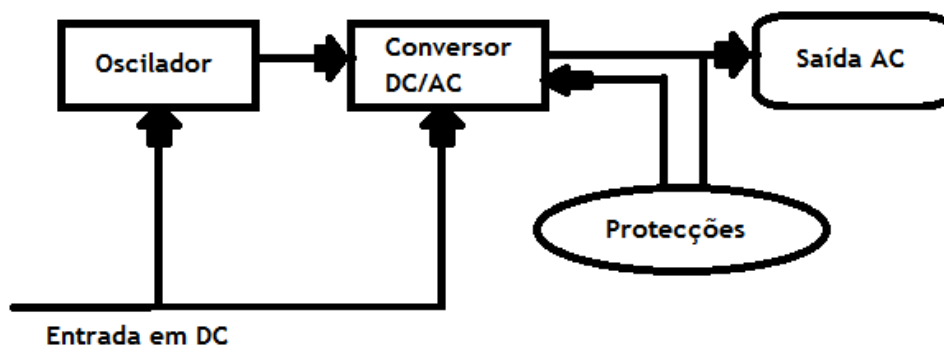 Oscilador
Conversor
DC/AC
Saída AC
Protecções
Entrada em DC